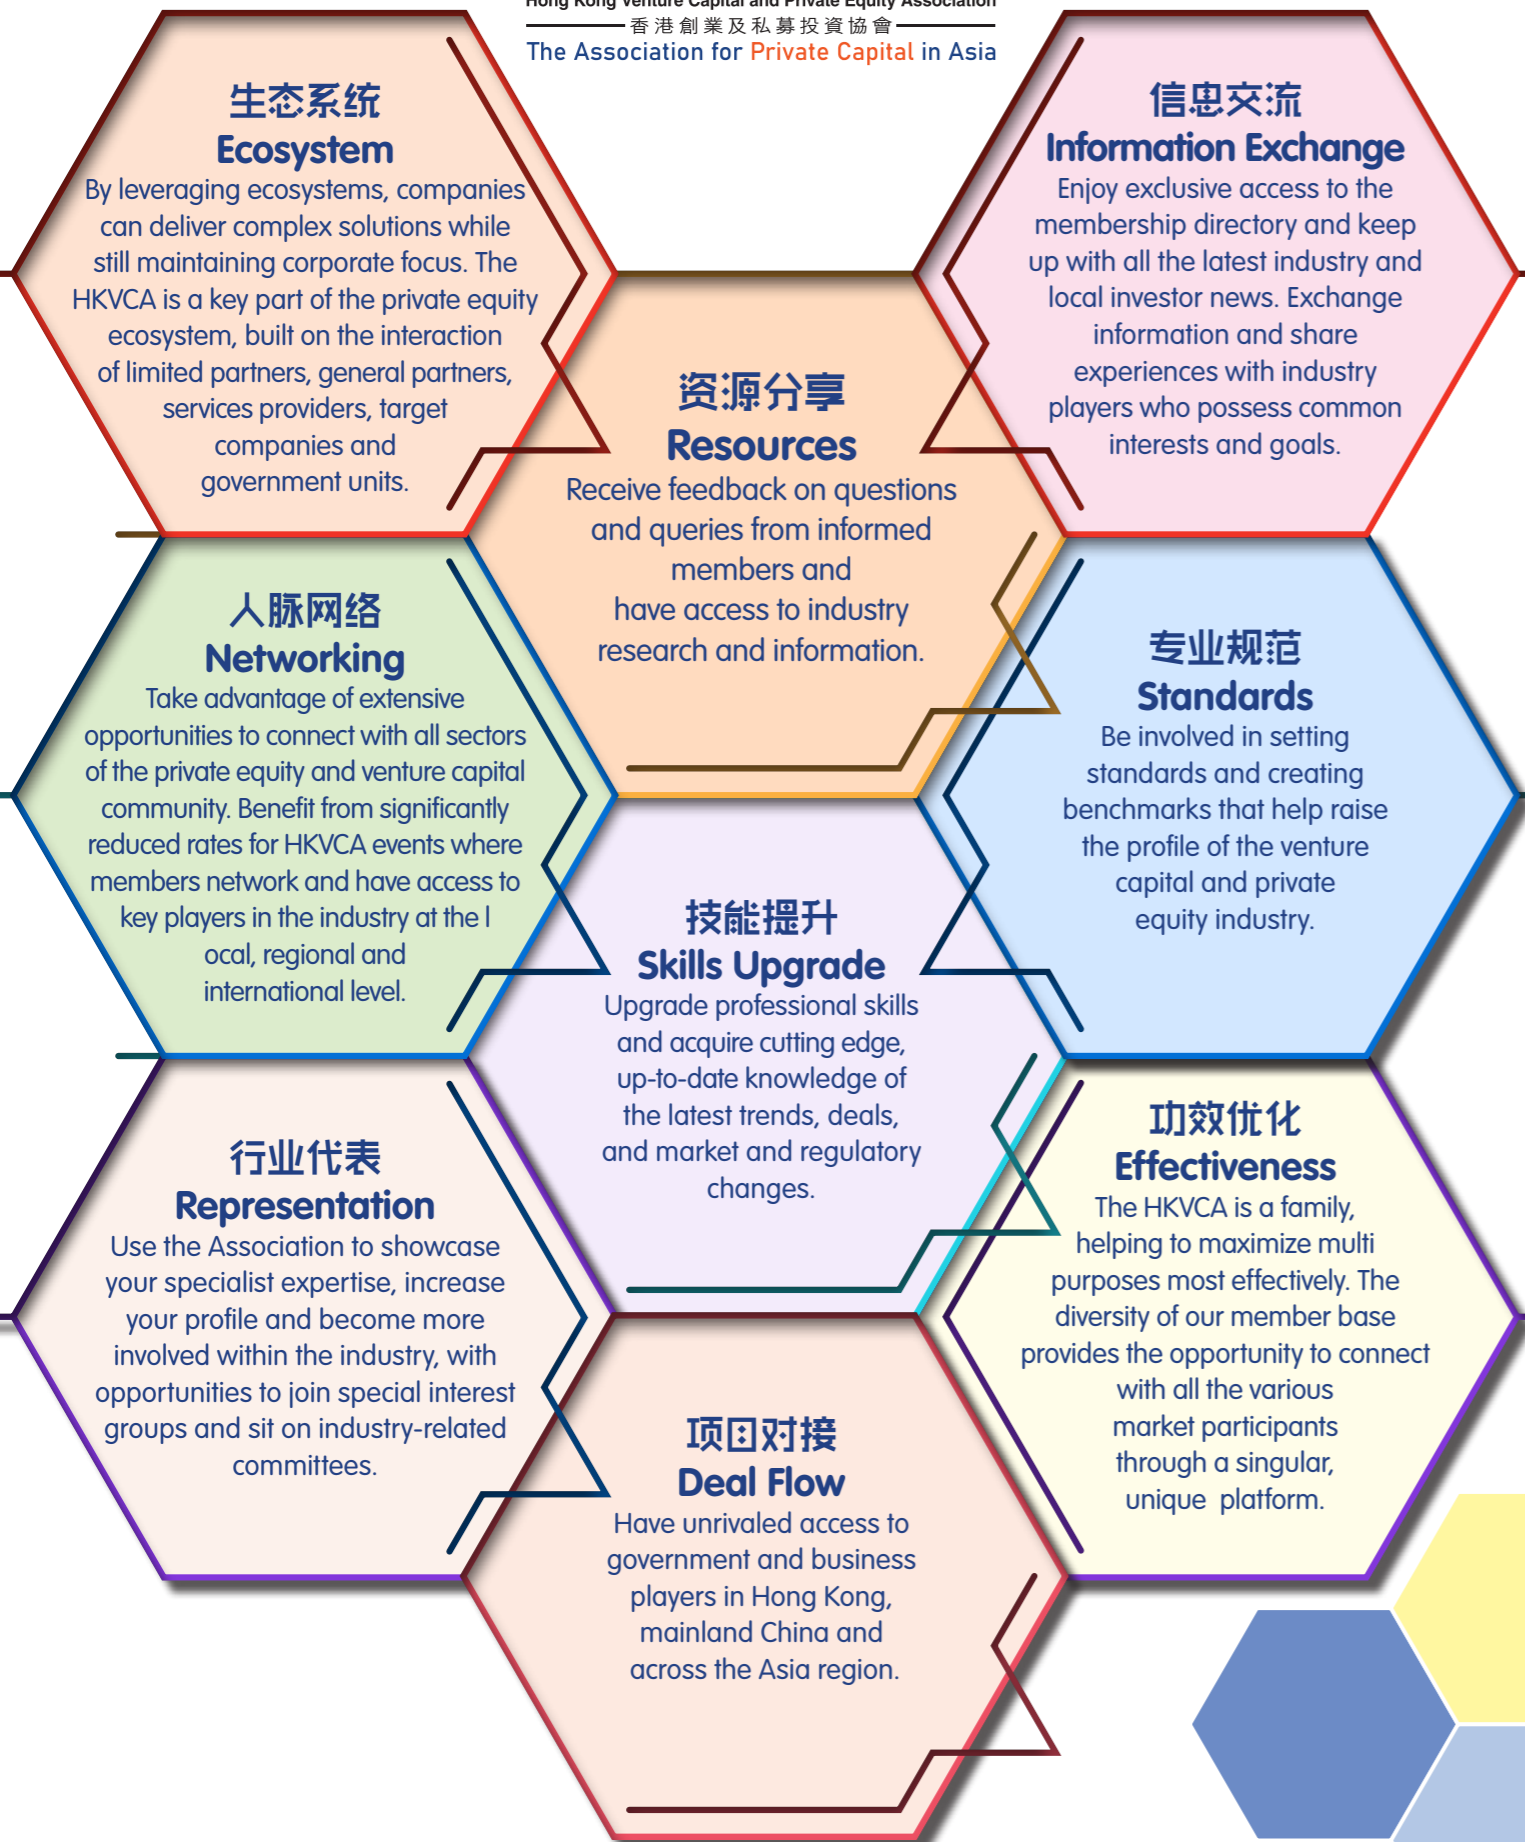 Hong Kong Venture Capital and Private Equity Association
香港創業及私募投資協會
The Association for Private Capital in Asia
生态系统
Ecosystem
By leveraging ecosystems, companies
can deliver complex solutions while
still maintaining corporate focus. The
HKVCA is a key part of the private equity
ecosystem, built on the interaction
of limited partners, general partners,
services providers, target
companies and
government units.
信息交流
Information Exchange
Enjoy exclusive access to the
membership directory and keep
up with all the latest industry and
local investor news. Exchange
information and share
experiences with industry
players who possess common
interests and goals.
资源分享
Resources
Receive feedback on questions
and queries from informed
members and
have access to industry
research and information.
人脉网络
Networking
Take advantage of extensive
opportunities to connect with all sectors
of the private equity and venture capital
community. Benefit from significantly
reduced rates for HKVCA events where
members network and have access to
key players in the industry at the l
ocal, regional and
international level.
专业规范
Standards
Be involved in setting
standards and creating
benchmarks that help raise
the profile of the venture
capital and private
equity industry.
技能提升
Skills Upgrade
Upgrade professional skills
and acquire cutting edge,
up-to-date knowledge of
the latest trends, deals,
and market and regulatory
changes.
行业代表
Representation
Use the Association to showcase
your specialist expertise, increase
your profile and become more
involved within the industry, with
opportunities to join special interest
groups and sit on industry-related
committees.
功效优化
Effectiveness
The HKVCA is a family,
helping to maximize multi
purposes most effectively. The
diversity of our member base
provides the opportunity to connect
with all the various
market participants
through a singular,
unique platform.
项目对接
Deal Flow
Have unrivaled access to
government and business
players in Hong Kong,
mainland China and
across the Asia region.